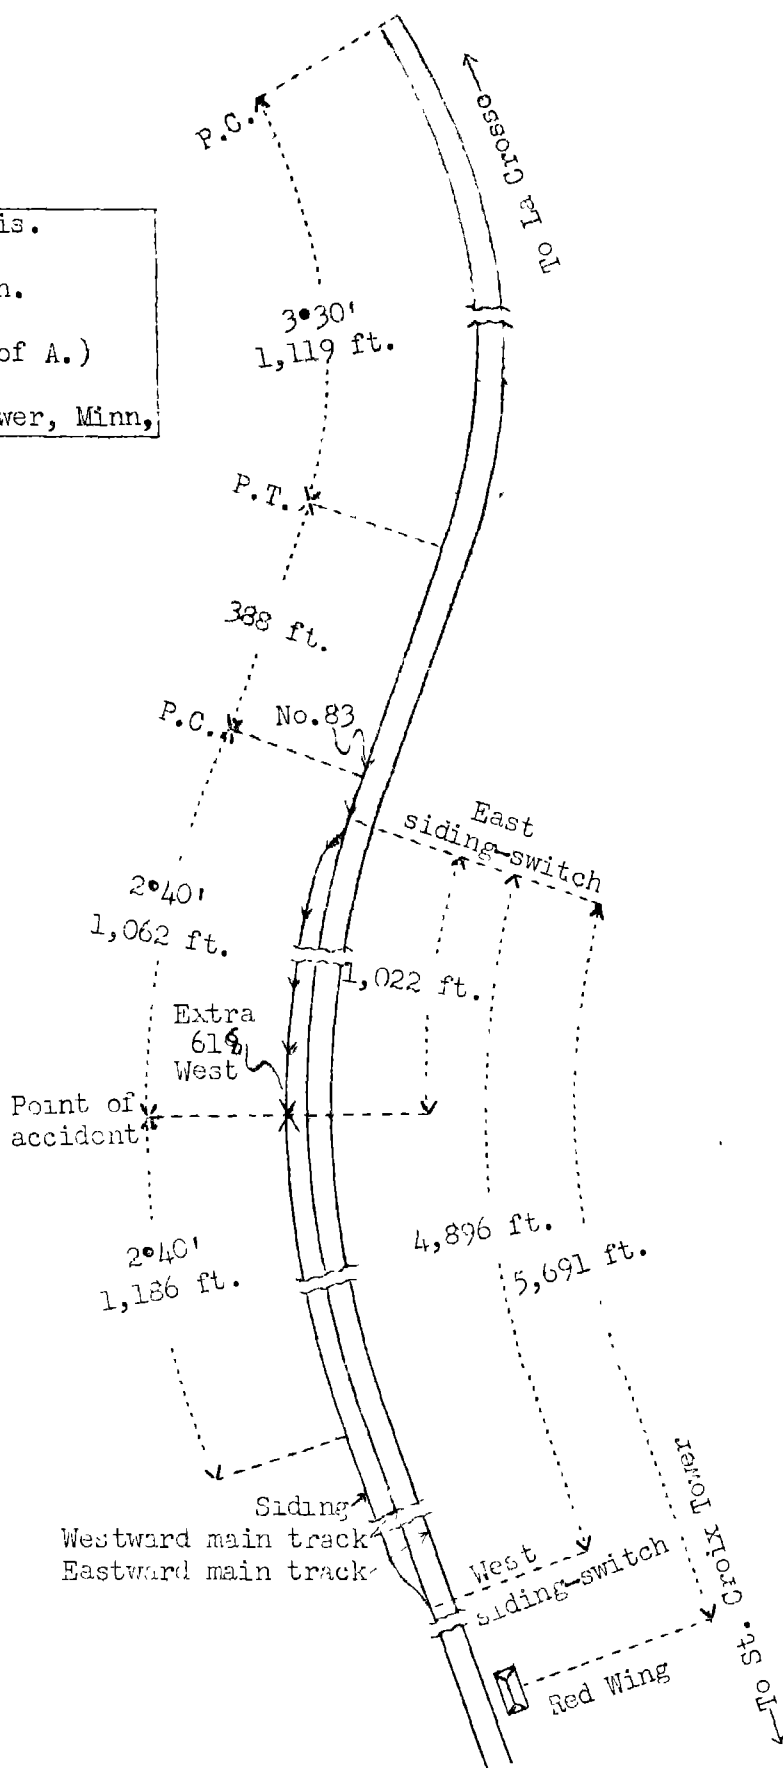 P.C.
To La Crosse
is.
n.
of A.)
wer, Minn,
3°30'
1,119 ft.
P.T.
388 ft.
P.C.
No.83
East
siding-switch
2°40'
1,062 ft.
1,022 ft.
Extra
West
Point of
accident
4,896 ft.
5,691 ft.
2°40'
1,186 ft.
Siding
Westward main track
Eastward main track
West
siding-switch
Red Wing
To St. Croix Tower